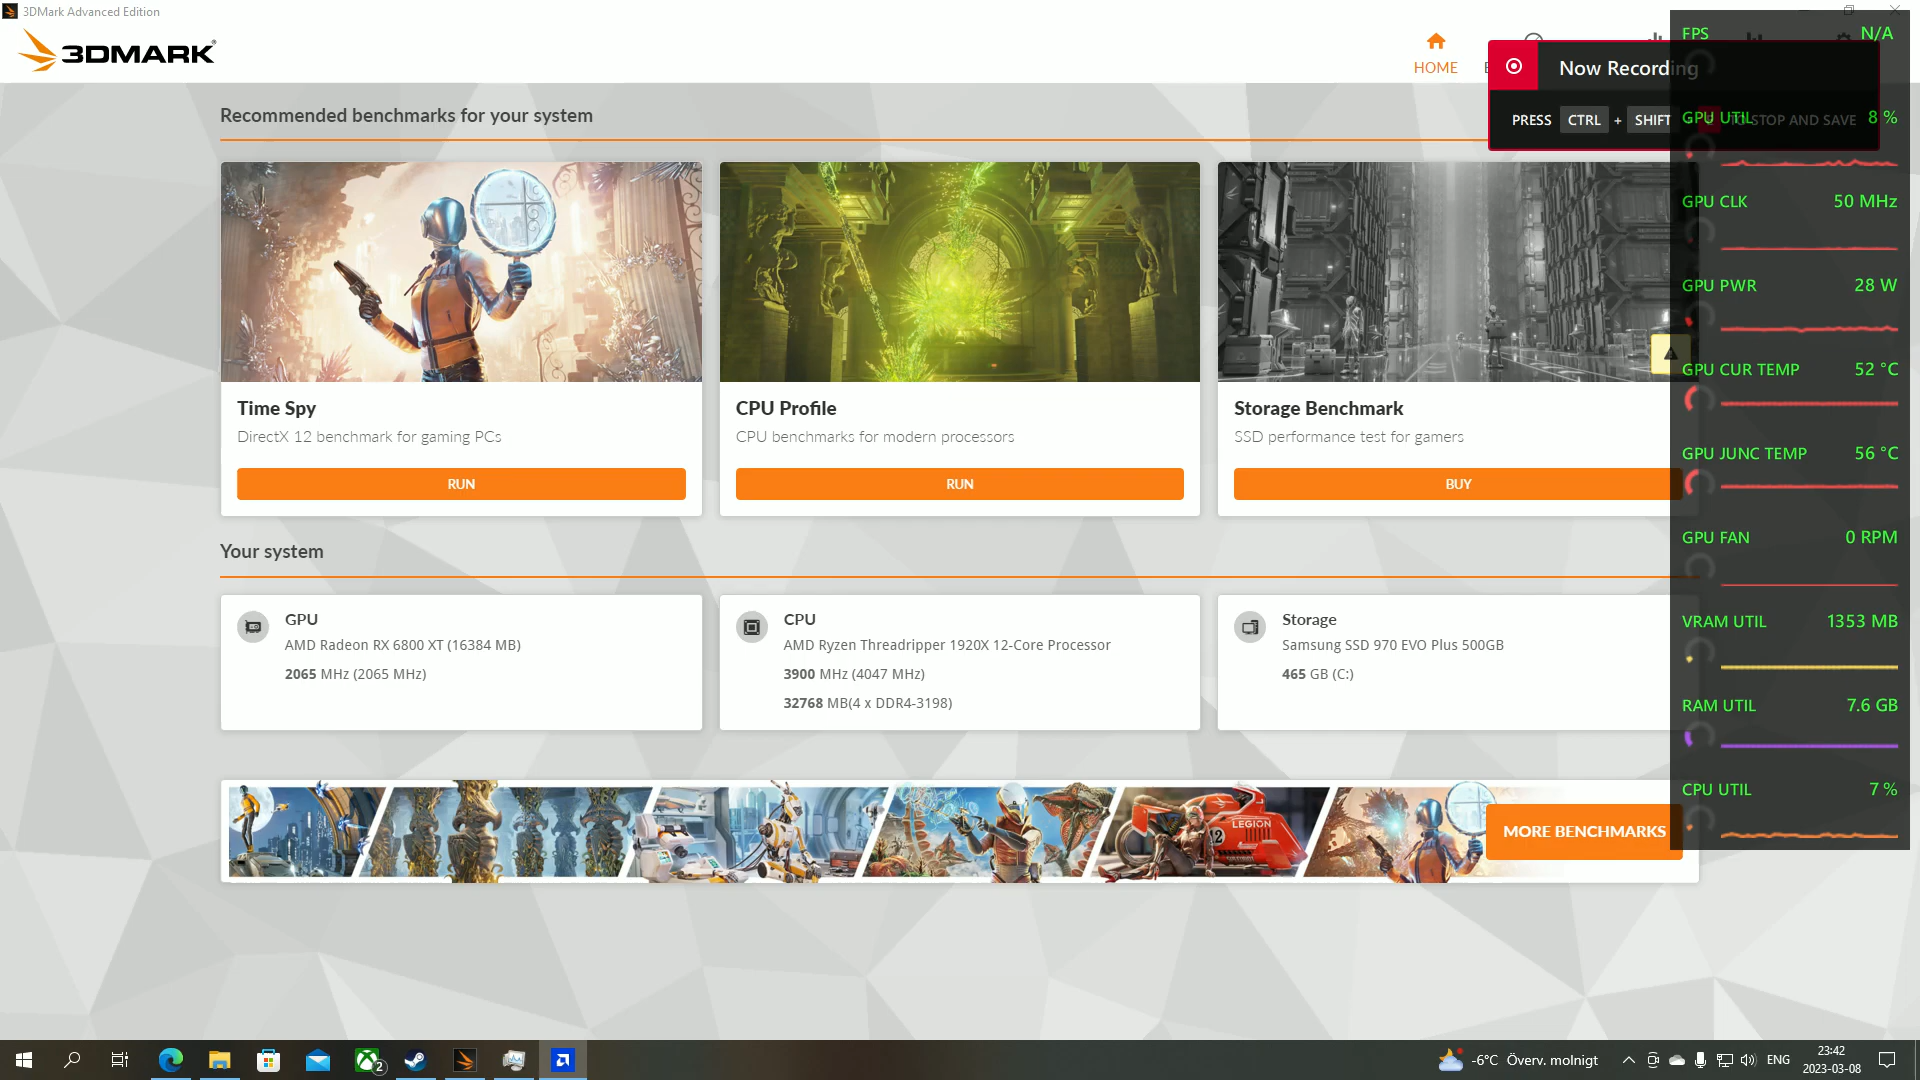 3DMark Advanced Edition
3DMARK
HOME
Now Recording
PRESS CTRL + SHIFT TO STOP AND SAVE
FPS N/A
GPU UTIL 8 %
GPU CLK 50 MHz
GPU PWR 28 W
GPU CUR TEMP 52 °C
GPU JUNC TEMP 56 °C
GPU FAN 0 RPM
VRAM UTIL 1353 MB
RAM UTIL 7.6 GB
CPU UTIL 7 %
Recommended benchmarks for your system
Time Spy
DirectX 12 benchmark for gaming PCs
RUN
CPU Profile
CPU benchmarks for modern processors
RUN
Storage Benchmark
SSD performance test for gamers
BUY
Your system
GPU
AMD Radeon RX 6800 XT (16384 MB)
2065 MHz (2065 MHz)
CPU
AMD Ryzen Threadripper 1920X 12-Core Processor
3900 MHz (4047 MHz)
32768 MB(4 x DDR4-3198)
Storage
Samsung SSD 970 EVO Plus 500GB
465 GB (C:)
12
LEGION
MORE BENCHMARKS
2
-6°C Överv. molnigt
ENG
23:42
2023-03-08